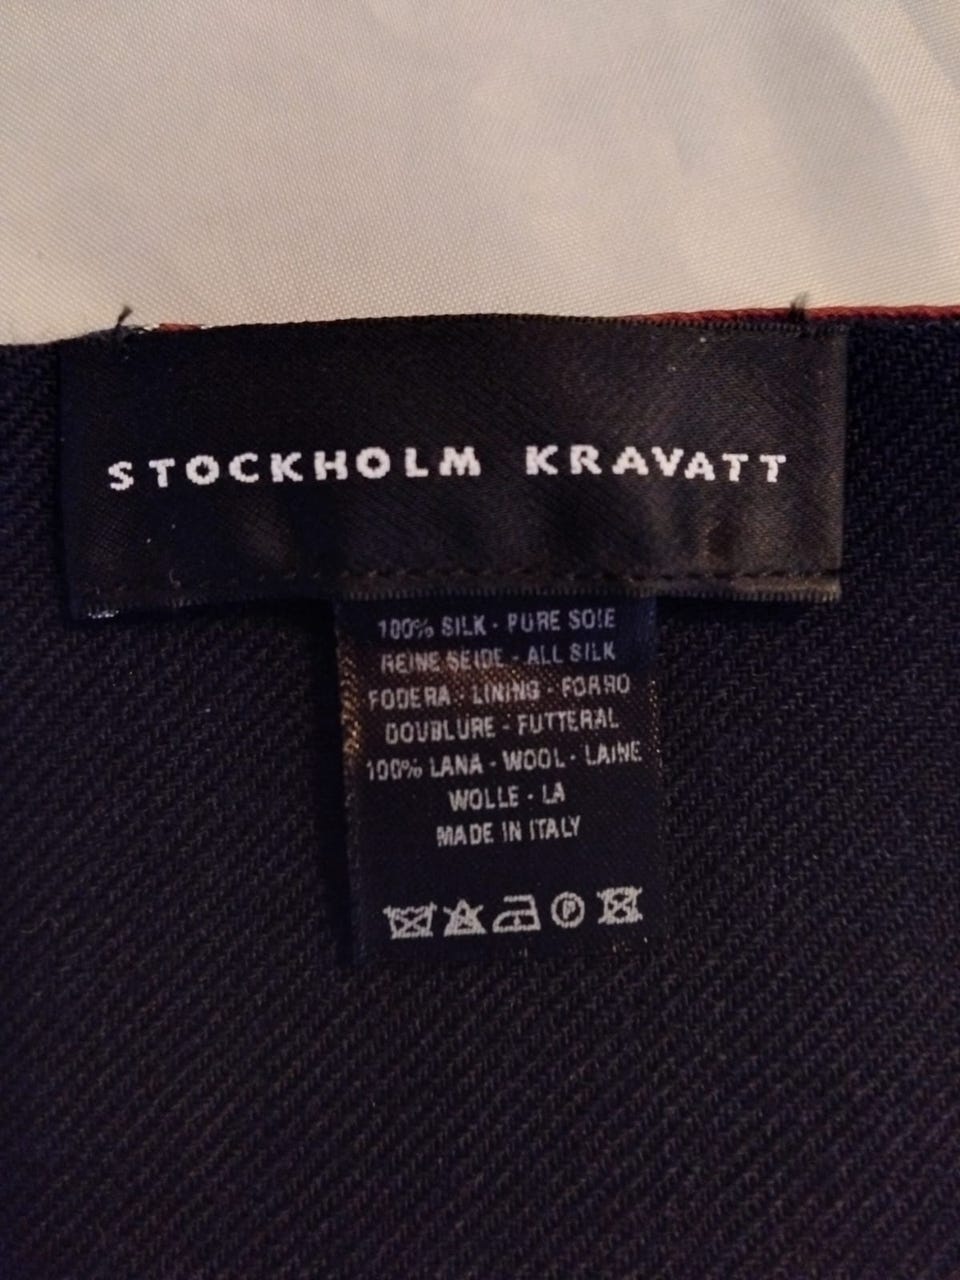 STOCKHOLM KRAVATT
100% SILK - PURE SOIE
REINE SEIDE - ALL SILK
FODERA - LINING - FORRO
DOUBLURE - FUTTERAL
100% LANA - WOOL - LAINE
WOLLE - LA
MADE IN ITALY
P